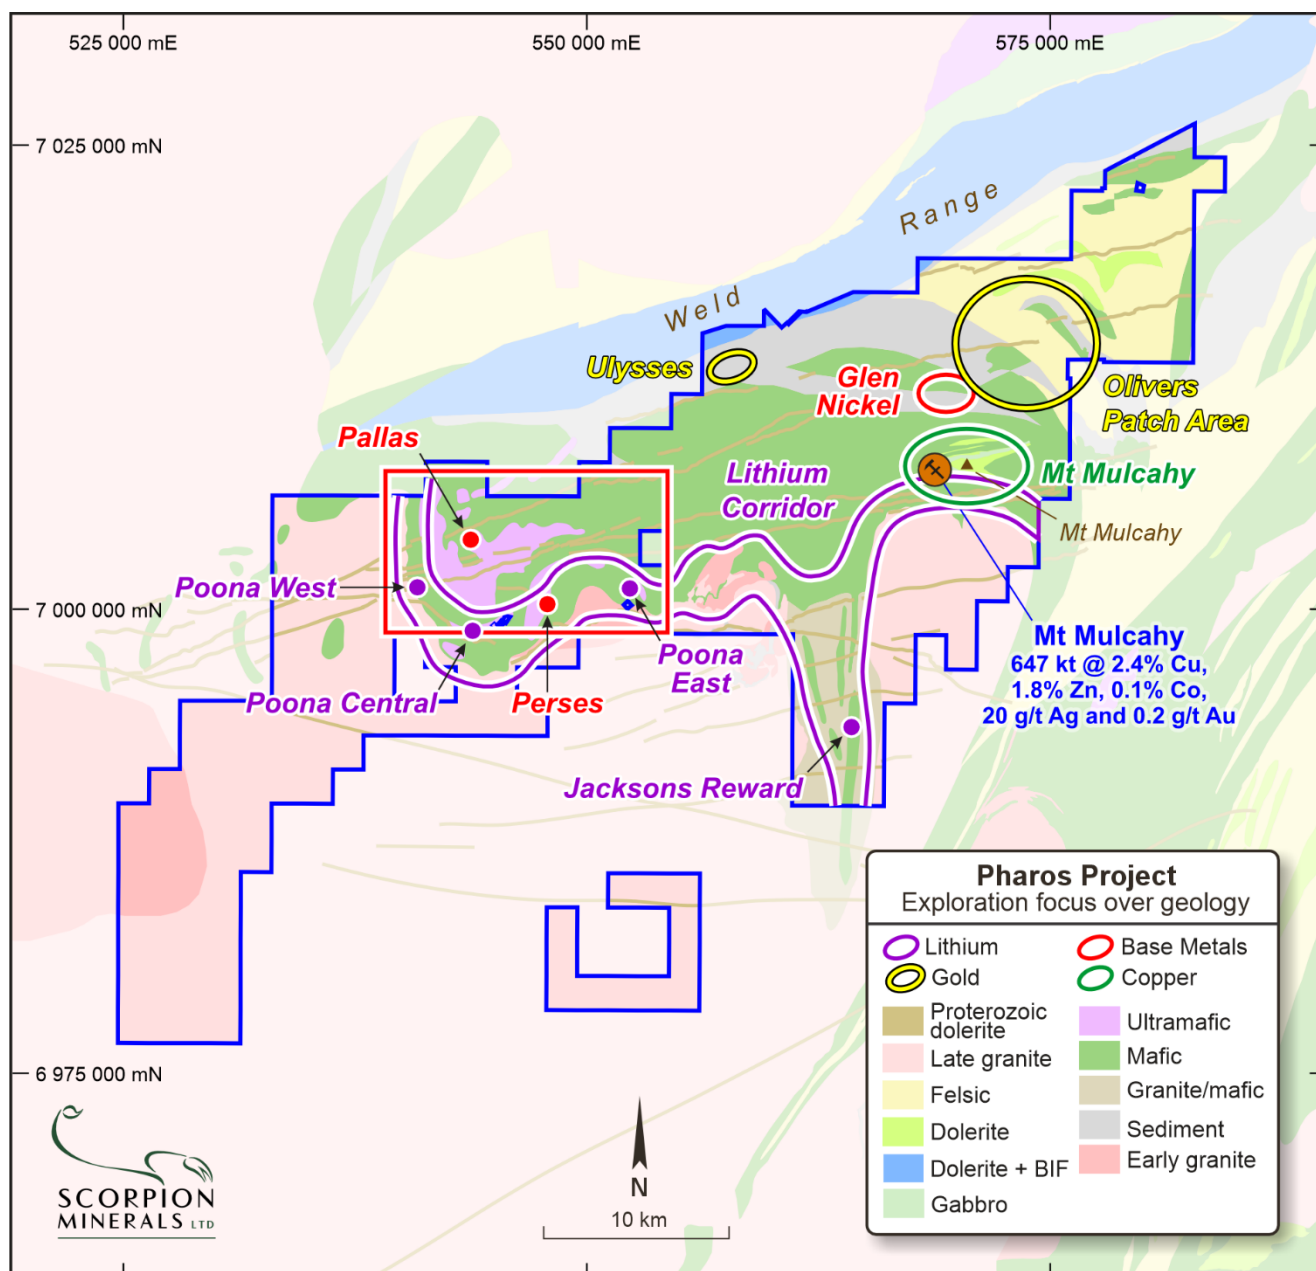 525 000 mE
550 000 mE
575 000 mE
7 025 000 mN
Range
Weld
Ulysses
Glen
Nickel
Olivers
Patch Area
Pallas
Lithium
Corridor
Mt Mulcahy
Mt Mulcahy
Poona West
7 000 000 mN
Mt Mulcahy
647 kt @ 2.4% Cu,
1.8% Zn, 0.1% Co,
20 g/t Ag and 0.2 g/t Au
Poona
East
Poona Central
Perses
Jacksons Reward
Pharos Project
Exploration focus over geology
Lithium
Base Metals
Gold
Copper
Proterozoic
dolerite
Ultramafic
Late granite
Mafic
Felsic
Granite/mafic
Dolerite
Sediment
Dolerite + BIF
Early granite
Gabbro
6 975 000 mN
N
10 km
SCORPION
MINERALS LTD